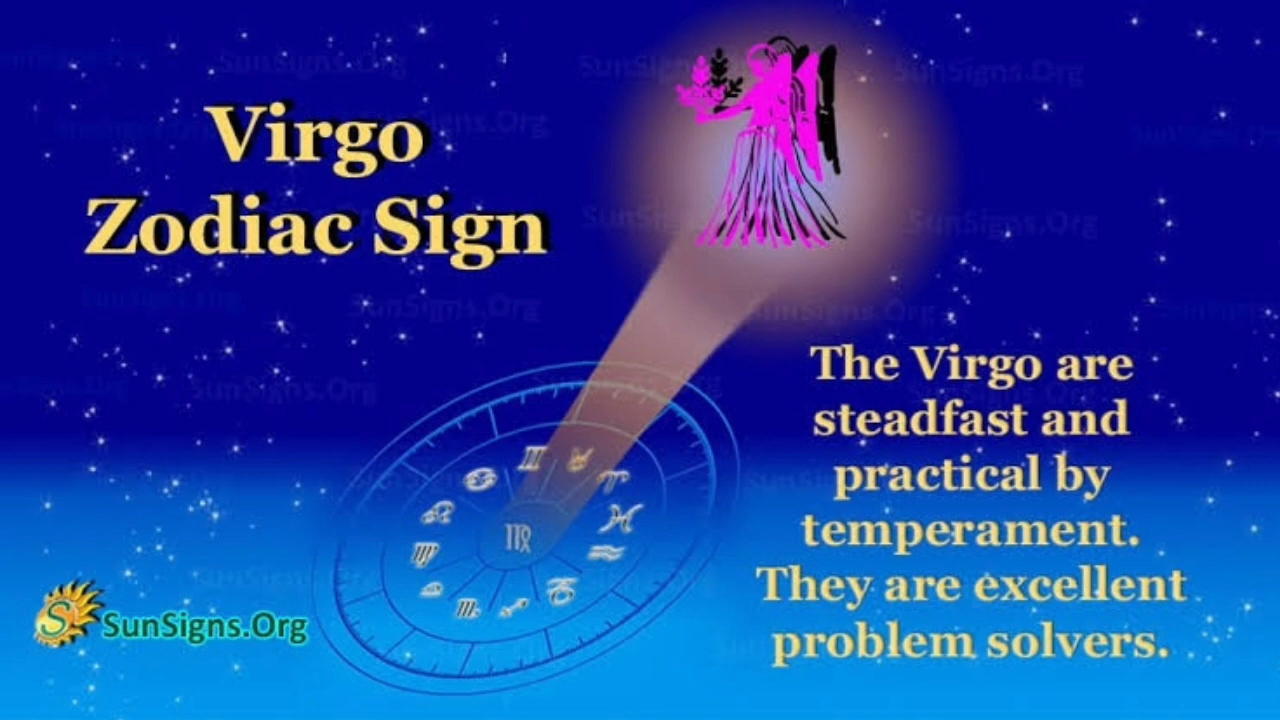 Virgo
Zodiac Sign
The Virgo are
steadfast and
practical by
temperament.
They are excellent
problem solvers.
SunSigns.Org